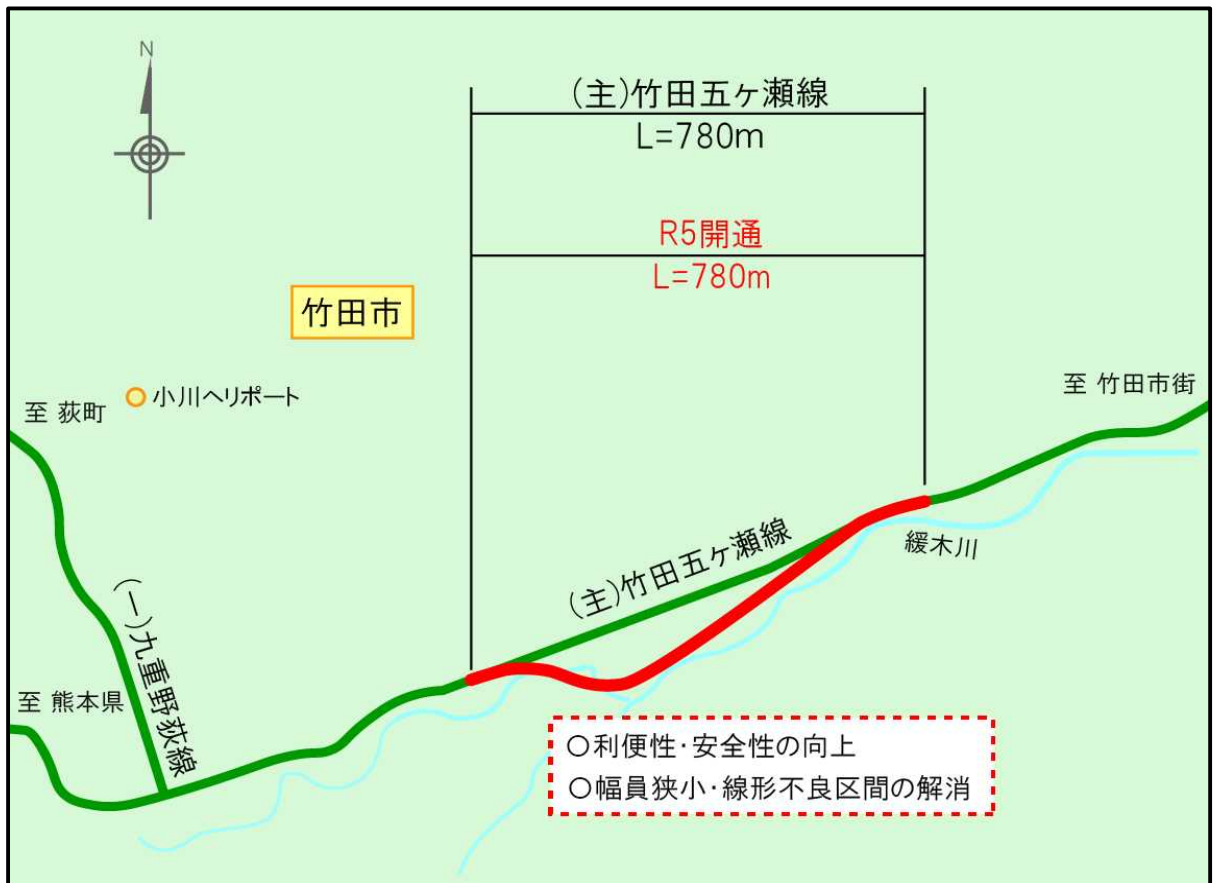 N
(主)竹田五ヶ瀬線
L=780m
R5開通
L=780m
竹田市
小川ヘリポート
至 荻町
至 竹田市街
(主)竹田五ヶ瀬線
緩木川
(一)九重野荻線
至 熊本県
○利便性・安全性の向上
○幅員狭小・線形不良区間の解消